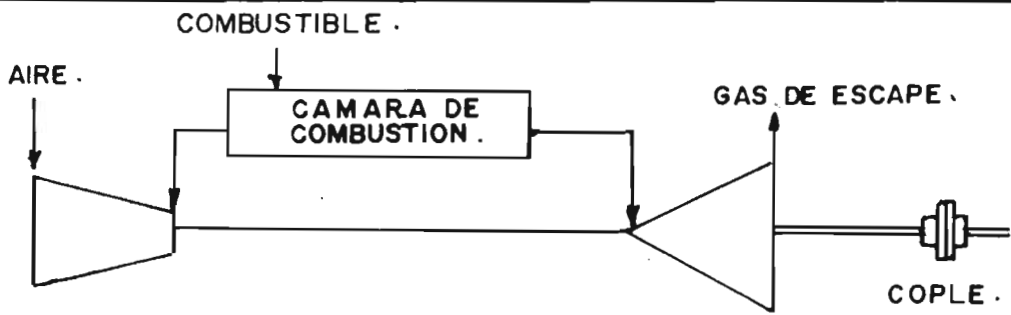 COMBUSTIBLE .
AIRE .
CAMARA DE
COMBUSTION .
GAS DE ESCAPE .
COPLE .